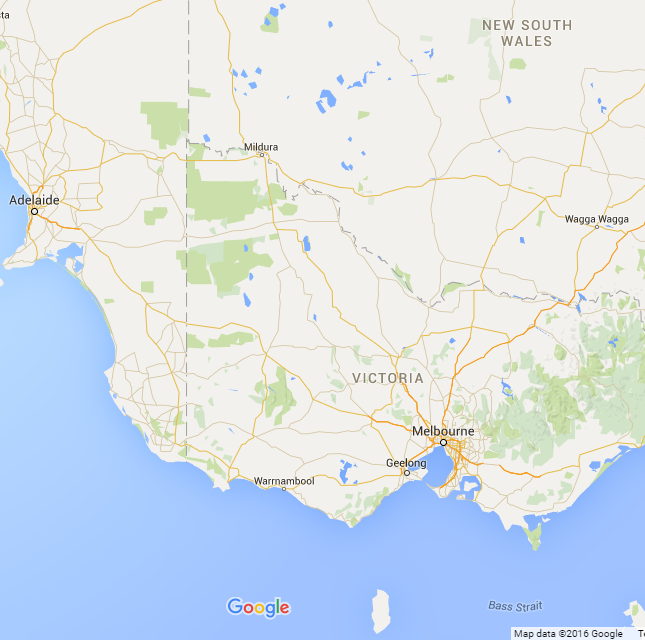 sta
NEW SOUTH
WALES
Mildura
Adelaide
Wagga Wagga
VICTORIA
Melbourne
Geelong
Warrnambool
Google
Bass Strait
Map data ©2016 Google
Te